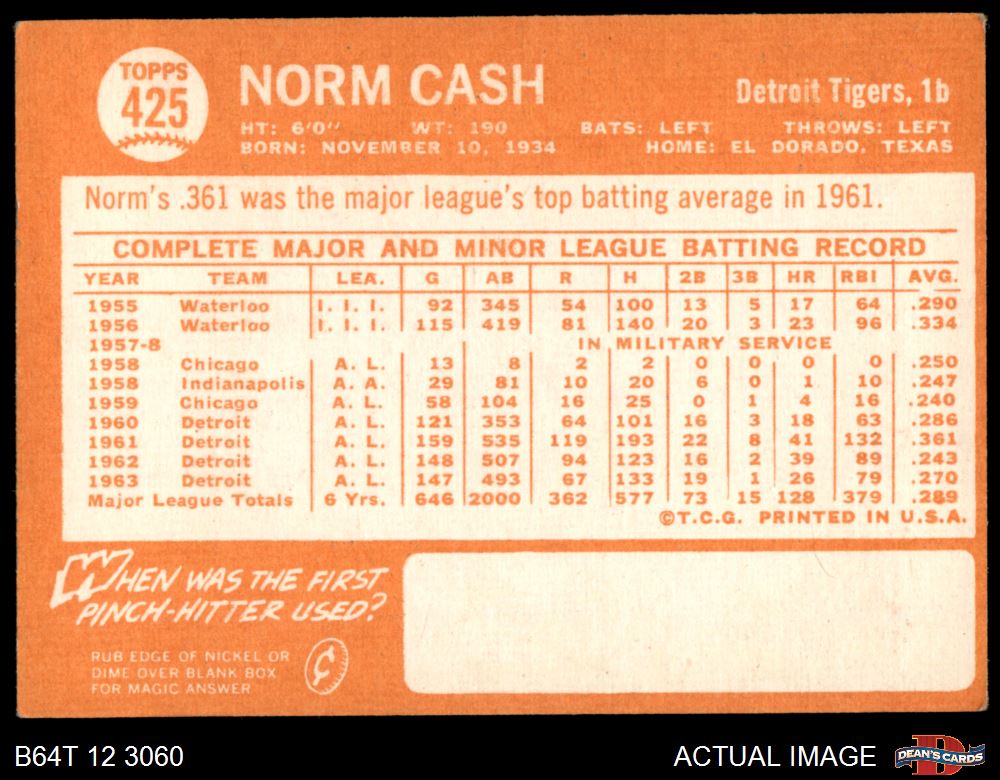 TOPPS
425
NORM CASH
Detroit Tigers, 1b
HT: 6'0" WT: 190 BATS: LEFT THROWS: LEFT
BORN: NOVEMBER 10, 1934 HOME: EL DORADO, TEXAS
Norm's .361 was the major league's top batting average in 1961.
COMPLETE MAJOR AND MINOR LEAGUE BATTING RECORD
YEAR TEAM LEA. G AB R H 2B 3B HR RBI AVG.
1955 Waterloo I. I. I. 92 345 54 100 13 5 17 64 .290
1956 Waterloo I. I. I. 115 419 81 140 20 3 23 96 .334
1957-8 IN MILITARY SERVICE
1958 Chicago A. L. 13 8 2 2 0 0 0 0 .250
1958 Indianapolis A. A. 29 81 10 20 6 0 1 10 .247
1959 Chicago A. L. 58 104 16 25 0 1 4 16 .240
1960 Detroit A. L. 121 353 64 101 16 3 18 63 .286
1961 Detroit A. L. 159 535 119 193 22 8 41 132 .361
1962 Detroit A. L. 148 507 94 123 16 2 39 89 .243
1963 Detroit A. L. 147 493 67 133 19 1 26 79 .270
Major League Totals 6 Yrs. 646 2000 362 577 73 15 128 379 .289
©T.C.G. PRINTED IN U.S.A.
WHEN WAS THE FIRST
PINCH-HITTER USED?
RUB EDGE OF NICKEL OR
DIME OVER BLANK BOX
FOR MAGIC ANSWER
¢
B64T 12 3060
ACTUAL IMAGE
D
DEAN'S CARDS